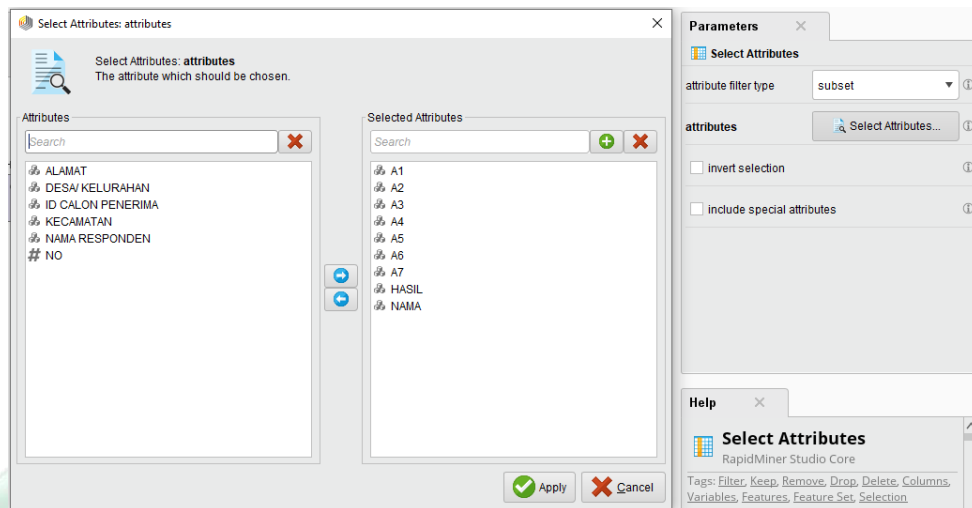 Select Attributes: attributes
Select Attributes: attributes
The attribute which should be chosen.
Attributes
Search
ALAMAT
DESA/ KELURAHAN
ID CALON PENERIMA
KECAMATAN
NAMA RESPONDEN
# NO
Selected Attributes
Search
A1
A2
A3
A4
A5
A6
A7
HASIL
NAMA
Apply
Cancel
Parameters
Select Attributes
attribute filter type
subset
attributes
Select Attributes...
invert selection
include special attributes
Help
Select Attributes
RapidMiner Studio Core
Tags: Filter, Keep, Remove, Drop, Delete, Columns,
Variables, Features, Feature Set, Selection